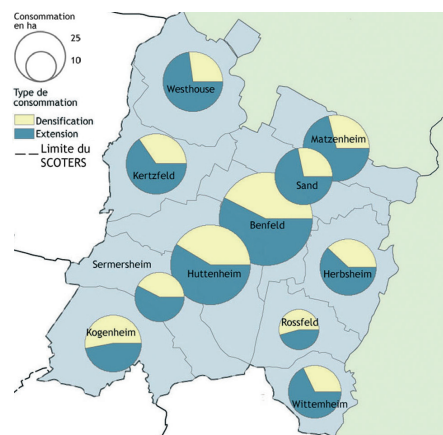 Consommation
en ha
25
10
Type de
consommation
Densification
Extension
Limite du
SCOTERS
Westhouse
Matzenheim
Kertzfeld
Sand
Benfeld
Sermersheim
Huttenheim
Herbsheim
Rossfeld
Kogenheim
Wittemheim